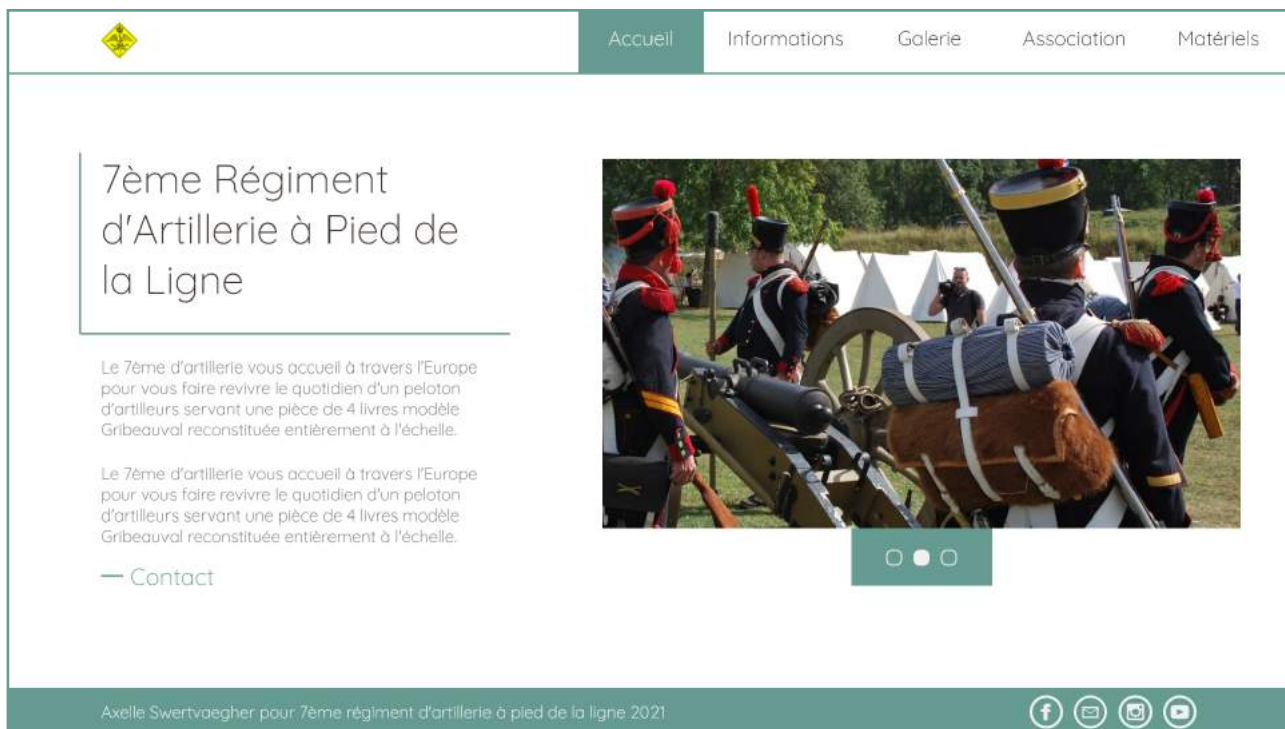 Accueil Informations Galerie Association Matériels
7ème Régiment
d'Artillerie à Pied de
la Ligne
Le 7ème d'artillerie vous accueil à travers l'Europe
pour vous faire revivre le quotidien d'un peloton
d'artilleurs servant une pièce de 4 livres modèle
Gribeauval reconstituée entièrement à l'échelle.
Le 7ème d'artillerie vous accueil à travers l'Europe
pour vous faire revivre le quotidien d'un peloton
d'artilleurs servant une pièce de 4 livres modèle
Gribeauval reconstituée entièrement à l'échelle.
— Contact
Axelle Swertvaegher pour 7ème régiment d'artillerie à pied de la ligne 2021